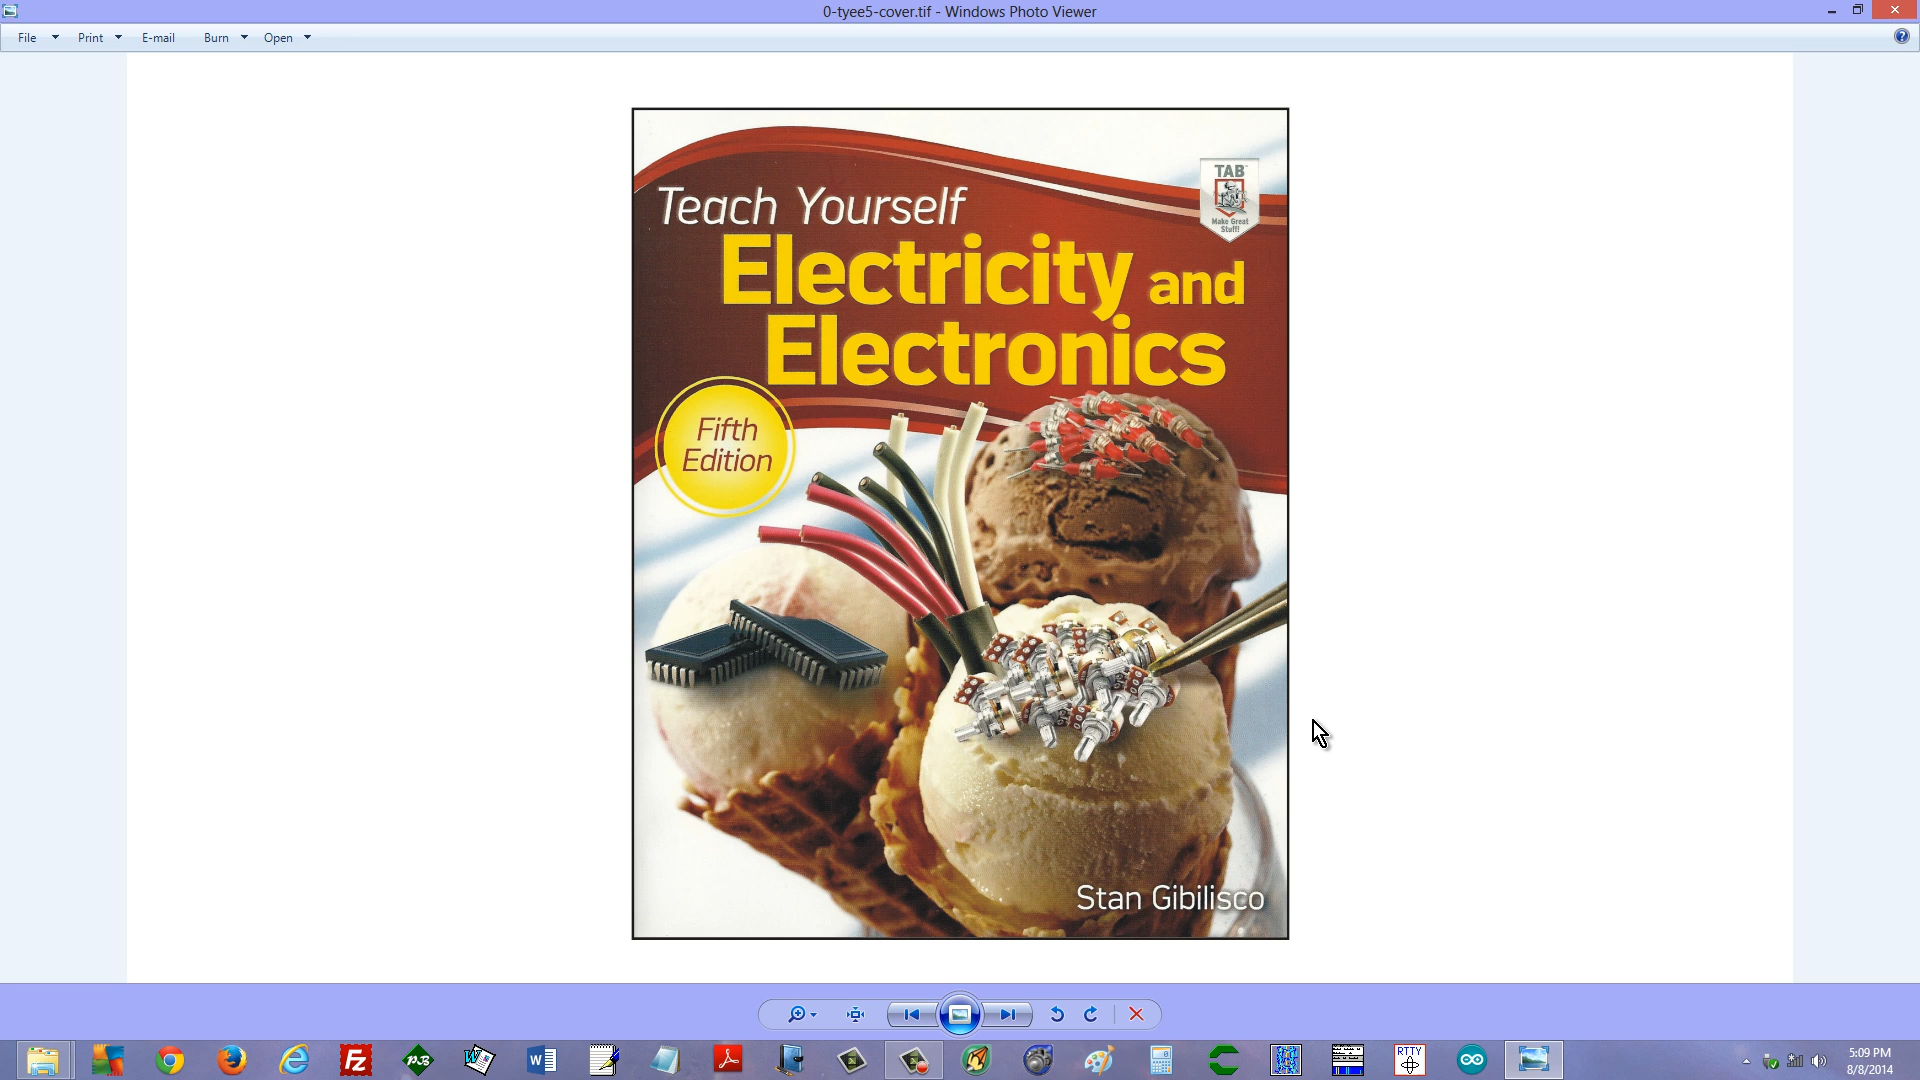 0-tyee5-cover.tif - Windows Photo Viewer
File Print E-mail Burn Open
TAB
Make Great
Stuff!
Teach Yourself
Electricity and
Electronics
Fifth
Edition
Stan Gibilisco
RTTY
5:09 PM
8/8/2014